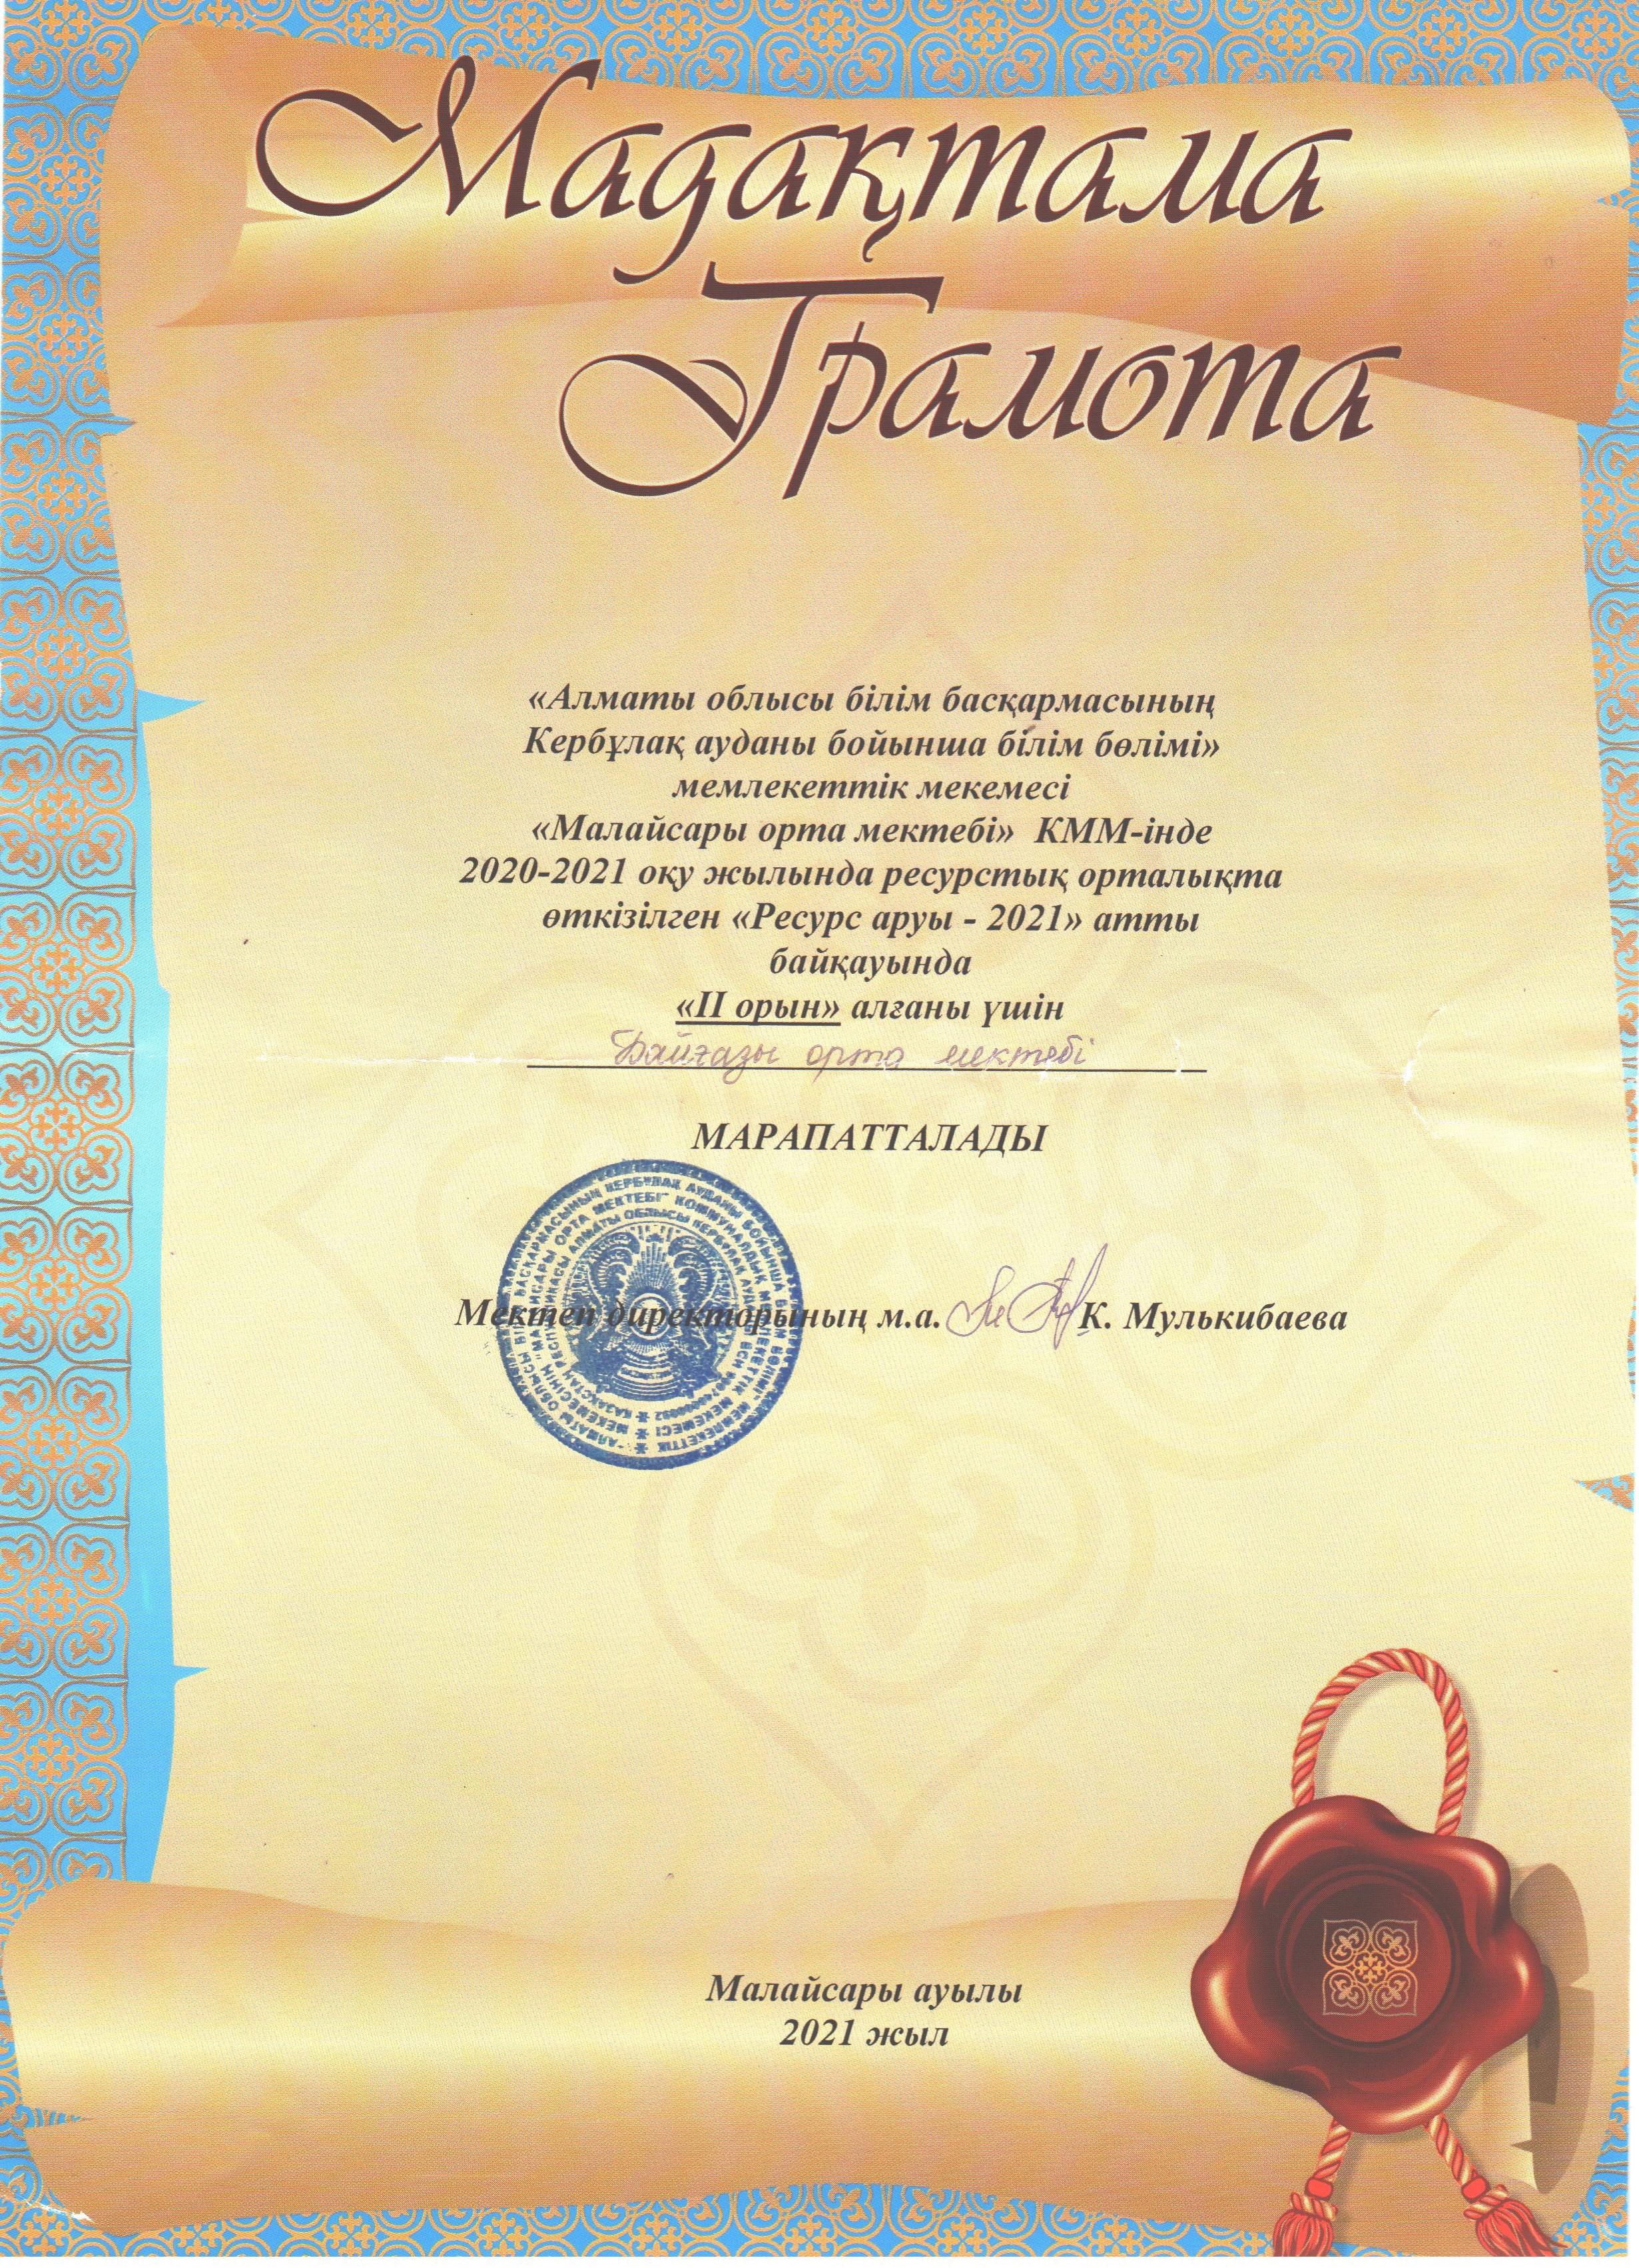 Мадақтама
Грамота
«Алматы облысы білім басқармасының
Кербұлақ ауданы бойынша білім бөлімі»
мемлекеттік мекемесі
«Малайсары орта мектебі» КММ-інде
2020-2021 оқу жылында ресурстық орталықта
өткізілген «Ресурс аруы - 2021» атты
байқауында
«ІІ орын» алғаны үшін
Байғазы орта мектебі
МАРАПАТТАЛАДЫ
Мектеп директорының м.а. Қ. Мулькибаева
Малайсары ауылы
2021 жыл